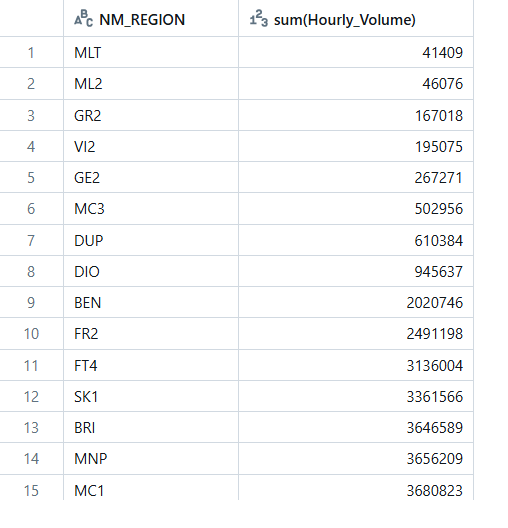 ABC NM_REGION 123 sum(Hourly_Volume)
1 MLT 41409
2 ML2 46076
3 GR2 167018
4 VI2 195075
5 GE2 267271
6 MC3 502956
7 DUP 610384
8 DIO 945637
9 BEN 2020746
10 FR2 2491198
11 FT4 3136004
12 SK1 3361566
13 BRI 3646589
14 MNP 3656209
15 MC1 3680823